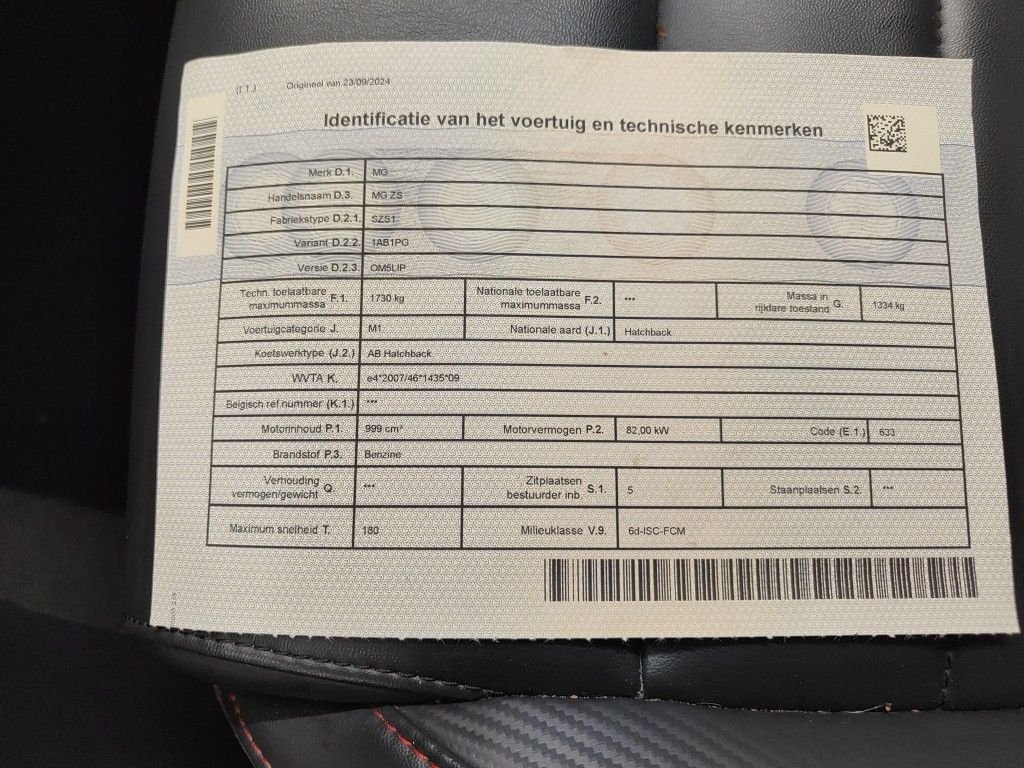 (I 1.) Origineel van 23/09/2024
Identificatie van het voertuig en technische kenmerken
Merk D.1. MG
Handelsnaam D.3. MG ZS
Fabriekstype D.2.1. SZS1
Variant D.2.2. 1AB1PG
Versie D.2.3. OM5LIP
Techn. toelaatbare maximummassa F.1. 1730 kg Nationale toelaatbare maximummassa F.2. *** Massa in rijklare toestand G. 1334 kg
Voertuigcategorie J. M1 Nationale aard (J.1.) Hatchback
Koetswerktype (J.2.) AB Hatchback
WVTA K. e4*2007/46*1435*09
Belgisch ref.nummer (K.1.) ***
Motorinhoud P.1. 999 cm³ Motorvermogen P.2. 82,00 kW Code (E.1.) 633
Brandstof P.3. Benzine
Verhouding vermogen/gewicht Q. *** Zitplaatsen bestuurder inb. S.1. 5 Staanplaatsen S.2. ***
Maximum snelheid T. 180 Milieuklasse V.9. 6d-ISC-FCM